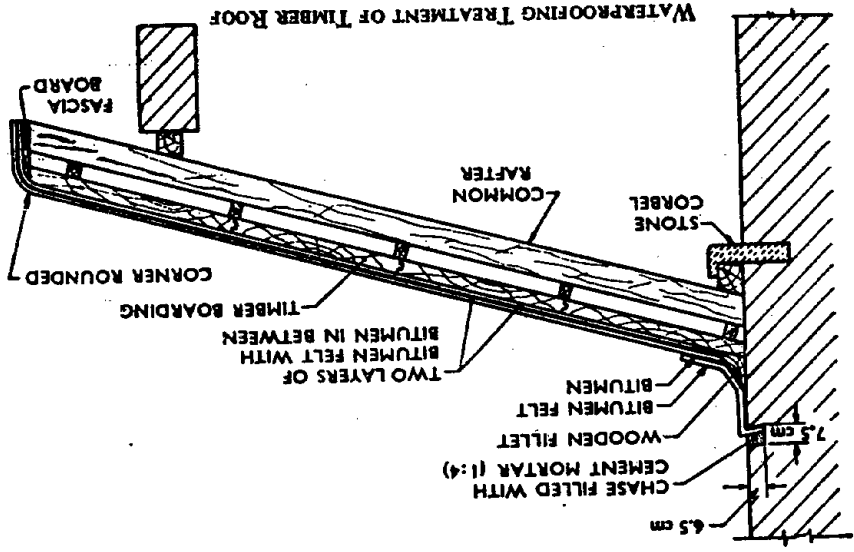 6.5 cm
CHASE FILLED WITH
CEMENT MORTAR (1:4)
7.5 cm
WOODEN FILLET
BITUMEN FELT
BITUMEN
TWO LAYERS OF
BITUMEN FELT WITH
BITUMEN IN BETWEEN
TIMBER BOARDING
CORNER ROUNDED
STONE
CORBEL
COMMON
RAFTER
FASCIA
BOARD
WATERPROOFING TREATMENT OF TIMBER ROOF